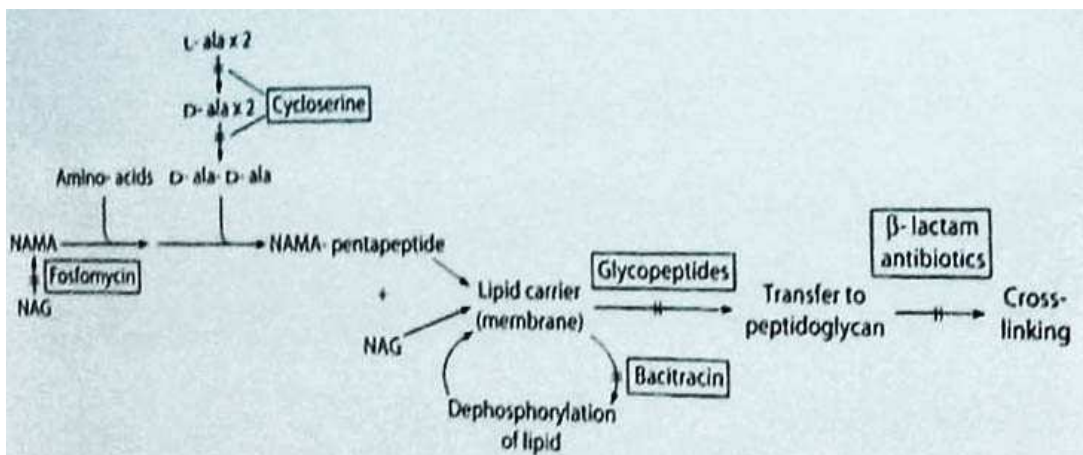 L- ala x 2
D- ala x 2
Cycloserine
Amino- acids D- ala- D- ala
NAMA
NAMA- pentapeptide
Fosfomycin
NAG
+
NAG
Lipid carrier
(membrane)
Glycopeptides
Bacitracin
Dephosphorylation
of lipid
Transfer to
peptidoglycan
β- lactam
antibiotics
Cross-
linking